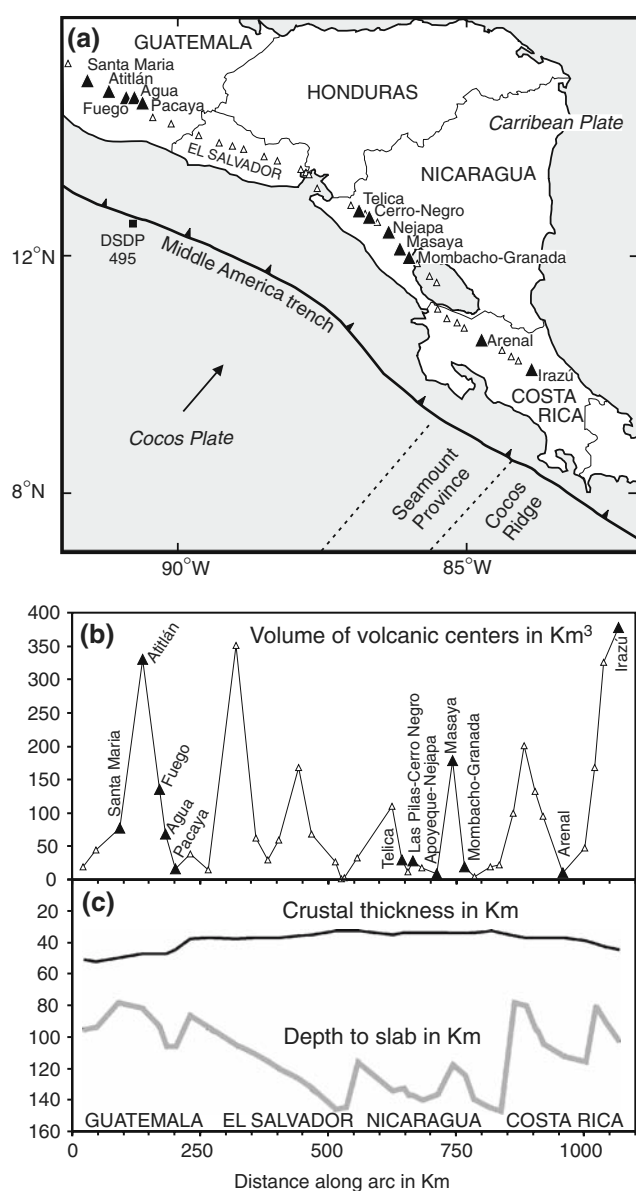 (a)
GUATEMALA
Santa Maria
Atitlán
Agua
Fuego
Pacaya
HONDURAS
Carribean Plate
EL SALVADOR
NICARAGUA
Telica
Cerro-Negro
Nejapa
Masaya
Mombacho-Granada
12°N
DSDP
495
Middle America trench
Arenal
Irazú
COSTA
RICA
Cocos Plate
Seamount
Province
Cocos
Ridge
8°N
90°W
85°W
(b)
Volume of volcanic centers in Km³
400
350
300
250
200
150
100
50
0
Santa Maria
Atitlán
Fuego
Agua
Pacaya
Telica
Las Pilas-Cerro Negro
Apoyeque-Nejapa
Masaya
Mombacho-Granada
Arenal
Irazú
(c)
Crustal thickness in Km
20
40
60
80
100
120
140
160
Depth to slab in Km
GUATEMALA EL SALVADOR NICARAGUA COSTA RICA
0 250 500 750 1000
Distance along arc in Km